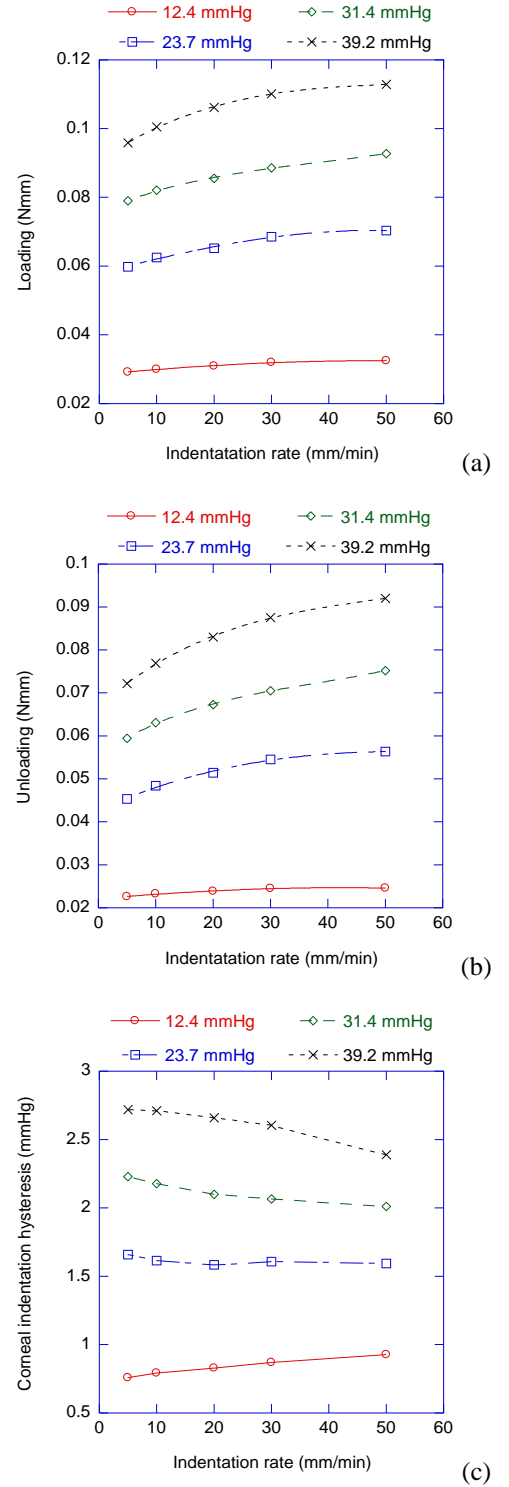 12.4 mmHg 31.4 mmHg
23.7 mmHg 39.2 mmHg
0.12
0.1
0.08
0.06
0.04
0.02
Loading (Nmm)
0 10 20 30 40 50 60
Indentatation rate (mm/min)
(a)
12.4 mmHg 31.4 mmHg
23.7 mmHg 39.2 mmHg
0.1
0.09
0.08
0.07
0.06
0.05
0.04
0.03
0.02
Unloading (Nmm)
0 10 20 30 40 50 60
Indentatation rate (mm/min)
(b)
12.4 mmHg 31.4 mmHg
23.7 mmHg 39.2 mmHg
3
2.5
2
1.5
1
0.5
Corneal indentation hysteresis (mmHg)
0 10 20 30 40 50 60
Indentation rate (mm/min)
(c)